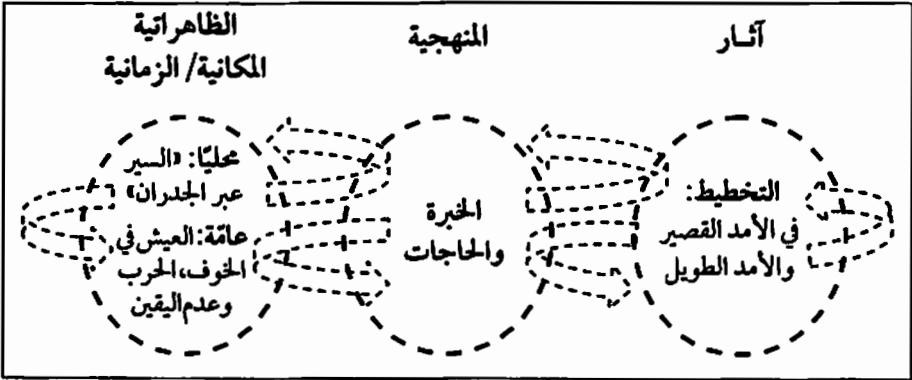 آثار
المنهجية
الظاهراتية
المكانية/ الزمانية
التخطيط:
في الأمد القصير
والأمد الطويل
الخبرة
والحاجات
محليًا: «السير
عبر الجدران»
عامّة: العيش في
الخوف، الحرب
وعدم اليقين